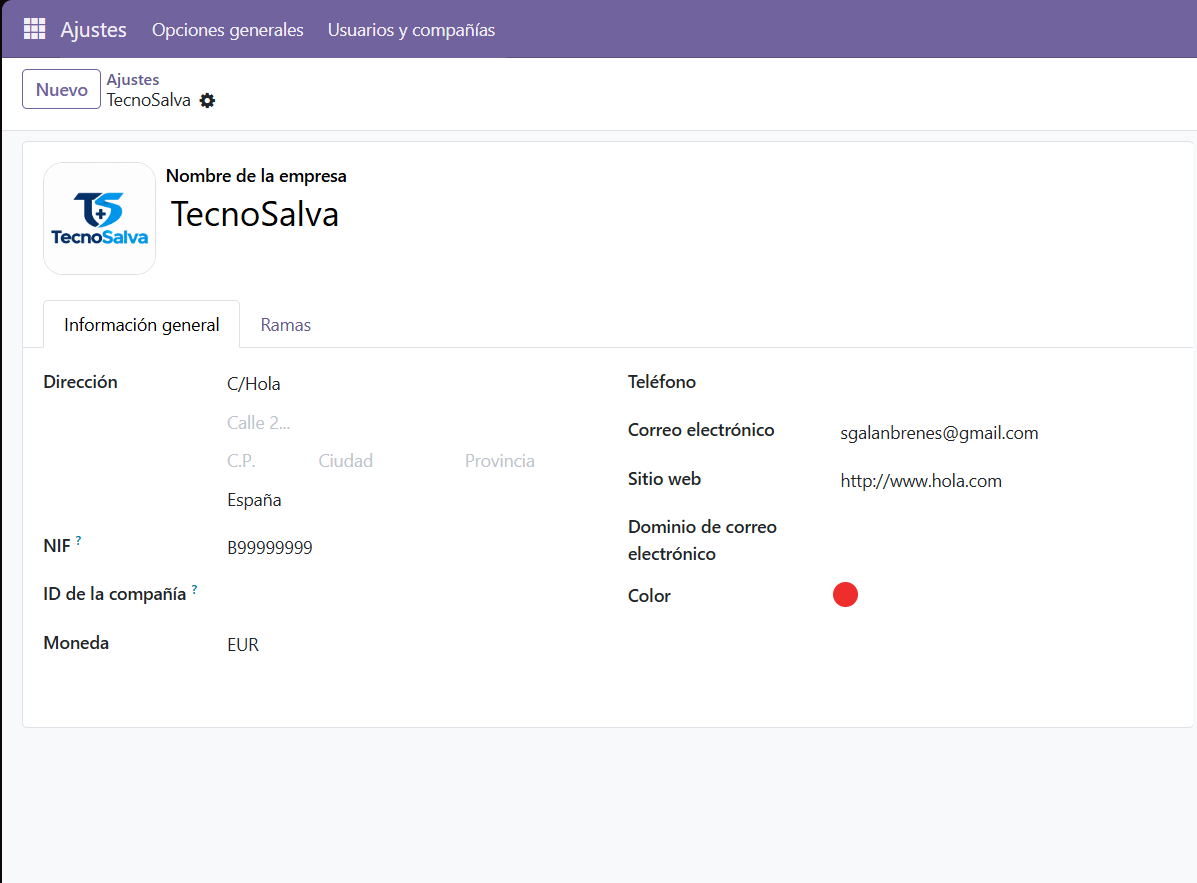 Ajustes Opciones generales Usuarios y compañías
Nuevo
Ajustes
TecnoSalva
TS
TecnoSalva
Nombre de la empresa
TecnoSalva
Información general Ramas
Dirección C/Hola
Calle 2...
C.P. Ciudad Provincia
España
NIF ? B99999999
ID de la compañía ?
Moneda EUR
Teléfono
Correo electrónico sgalanbrenes@gmail.com
Sitio web http://www.hola.com
Dominio de correo
electrónico
Color